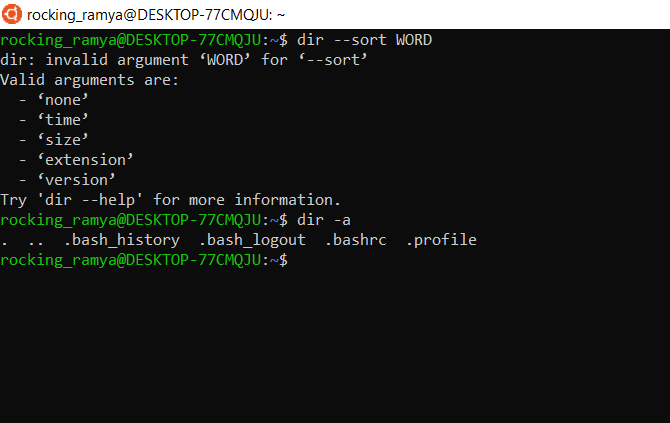 rocking_ramya@DESKTOP-77CMQJU: ~
rocking_ramya@DESKTOP-77CMQJU:~$ dir --sort WORD
dir: invalid argument ‘WORD’ for ‘--sort’
Valid arguments are:
  - ‘none’
  - ‘time’
  - ‘size’
  - ‘extension’
  - ‘version’
Try 'dir --help' for more information.
rocking_ramya@DESKTOP-77CMQJU:~$ dir -a
.  ..  .bash_history  .bash_logout  .bashrc  .profile
rocking_ramya@DESKTOP-77CMQJU:~$